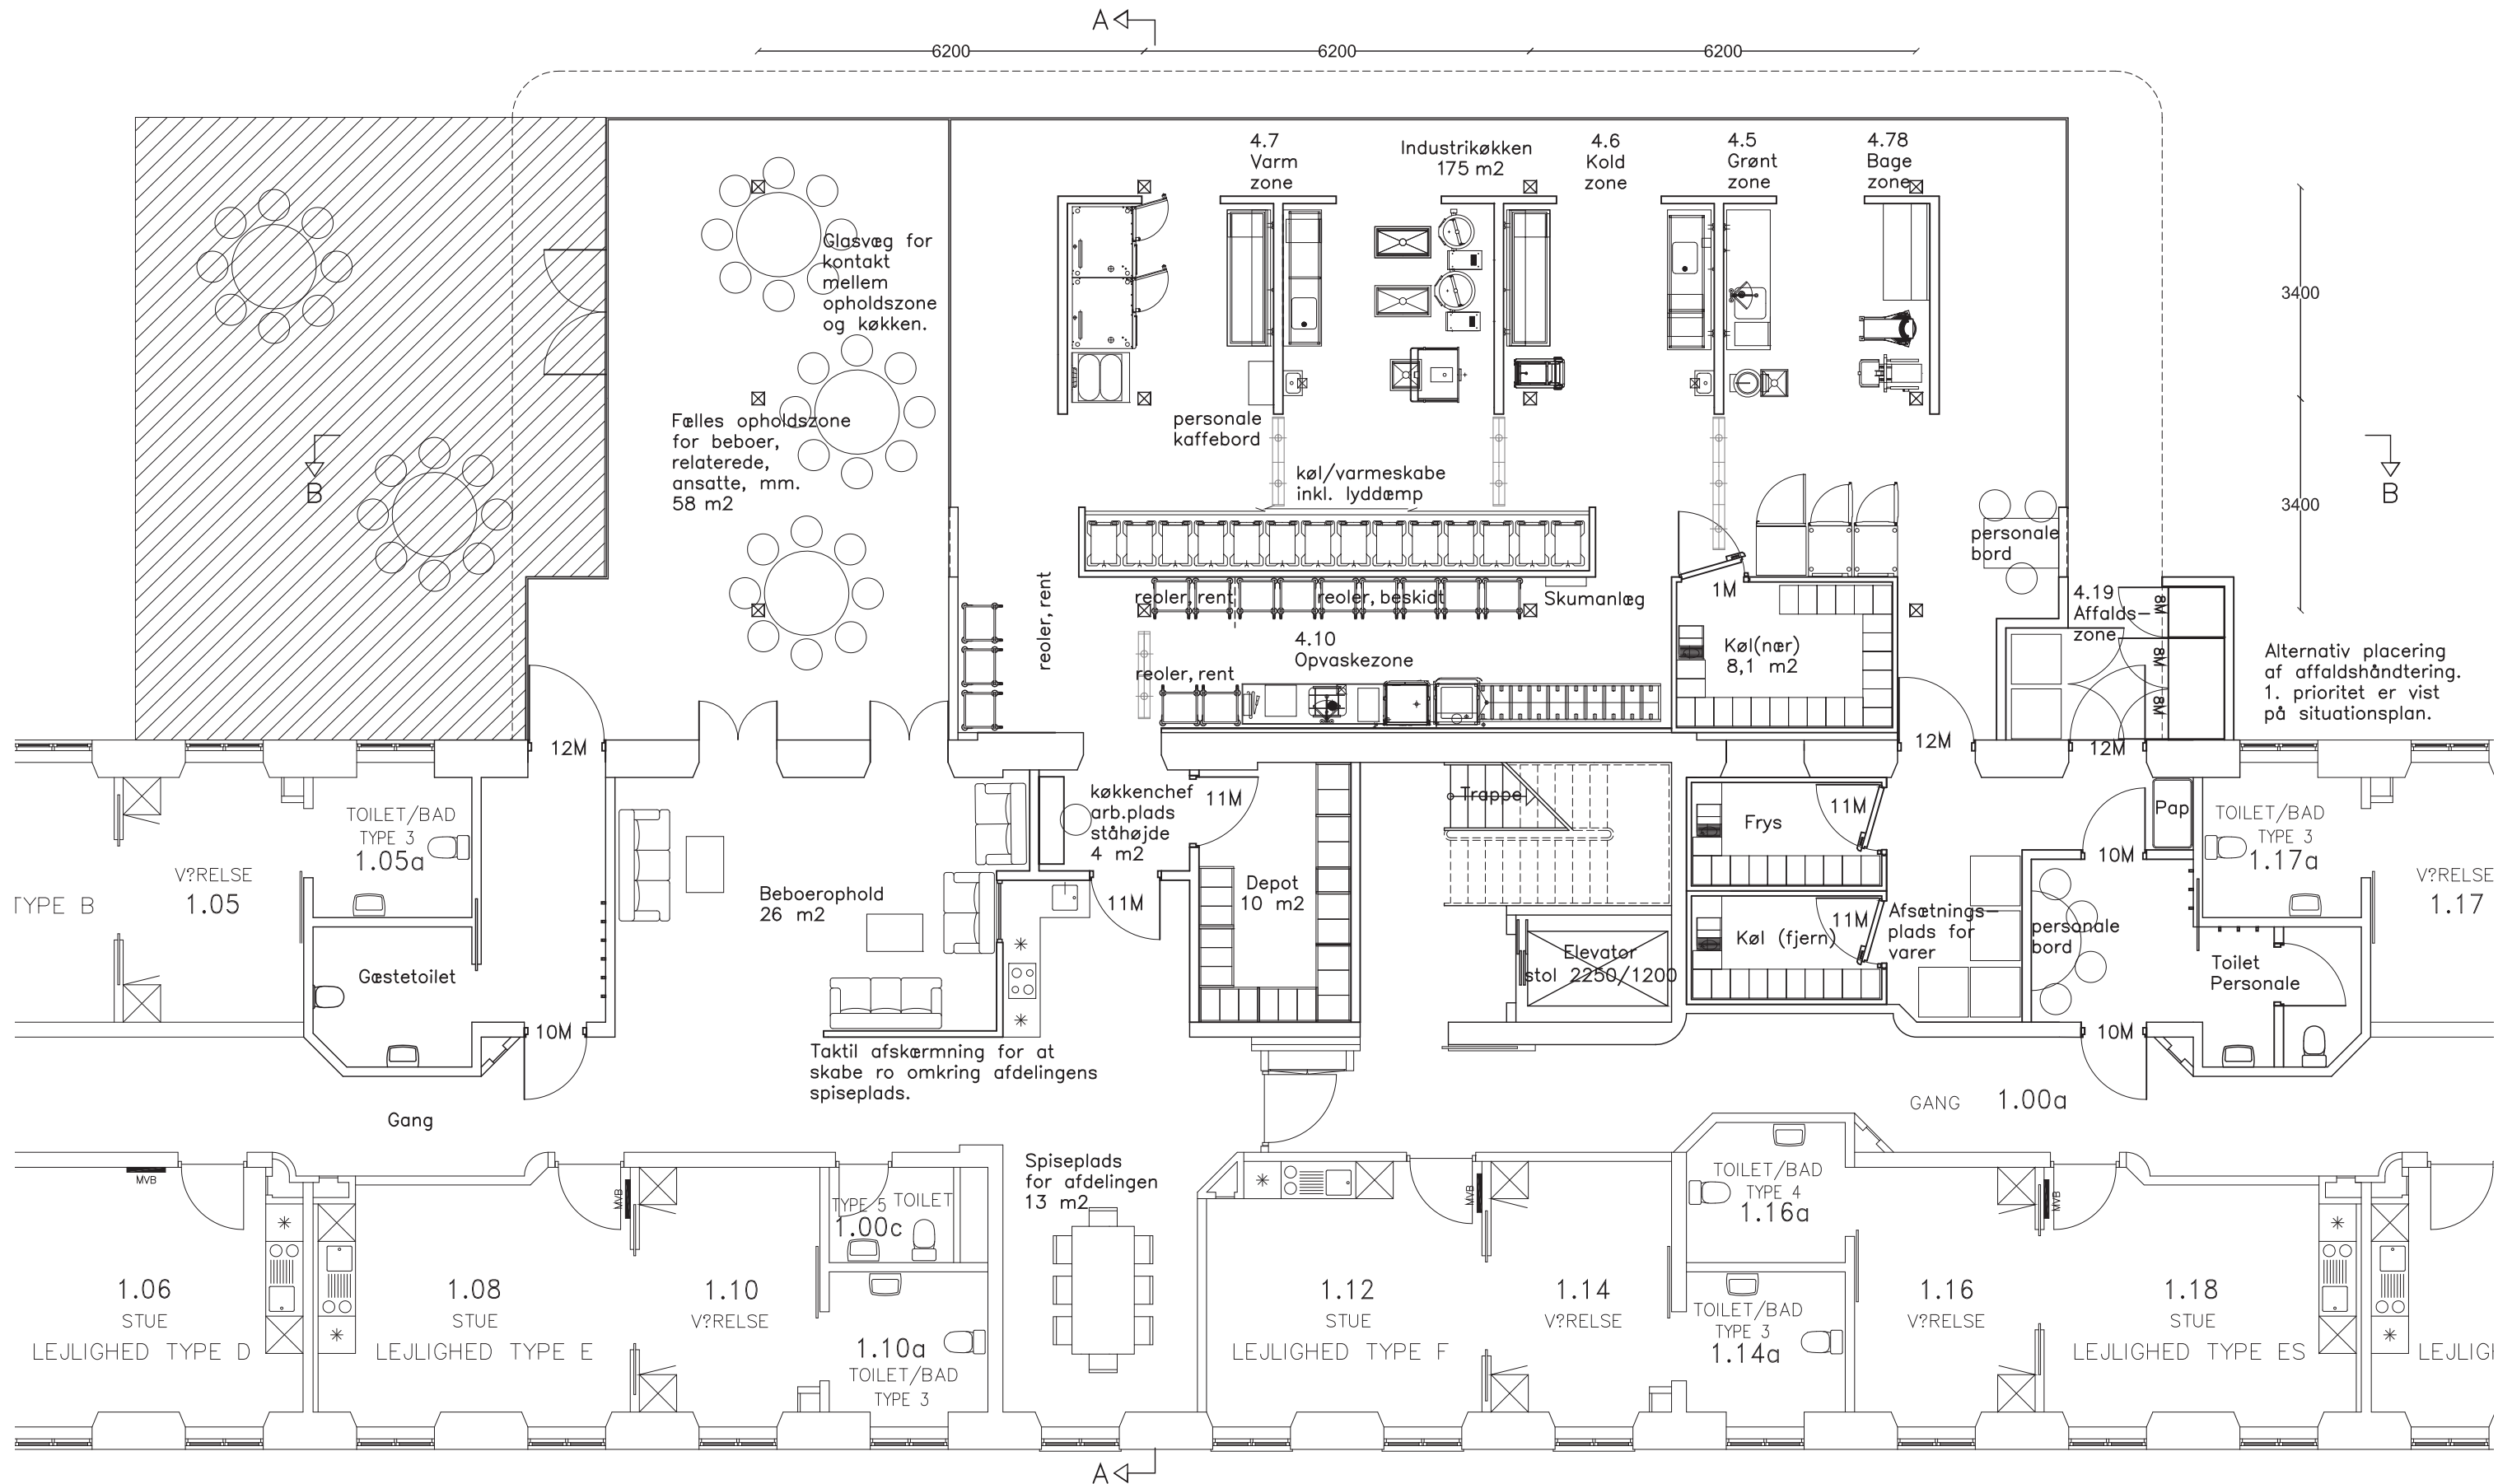 A
6200
6200
6200
4.7
Varm
zone
Industrikøkken
175 m2
4.6
Kold
zone
4.5
Grønt
zone
4.78
Bage
zone
Glasvæg for
kontakt
mellem
opholdszone
og køkken.
3400
3400
Fælles opholdszone
for beboer,
relaterede,
ansatte, mm.
58 m2
personale
kaffebord
køl/varmeskabe
inkl. lyddæmp
B
B
personale
bord
reoler, rent
reoler, rent
reoler, beskidt
Skumanlæg
1M
4.19
Affalds-
zone
8M
8M
8M
4.10
Opvaskezone
reoler, rent
Køl(nær)
8,1 m2
Alternativ placering
af affaldshåndtering.
1. prioritet er vist
på situationsplan.
12M
12M
12M
køkkenchef
arb.plads
ståhøjde
4 m2
11M
Trappe
Frys
11M
Pap
TOILET/BAD
TYPE 3
1.05a
TOILET/BAD
TYPE 3
1.17a
10M
V?RELSE
1.05
TYPE B
Beboerophold
26 m2
11M
Depot
10 m2
Elevator
stol 2250/1200
Køl (fjern)
11M
Afsætnings-
plads for
varer
personale
bord
V?RELSE
1.17
Gæstetoilet
Toilet
Personale
10M
10M
Taktil afskærmning for at
skabe ro omkring afdelingens
spiseplads.
Gang
GANG 1.00a
Spiseplads
for afdelingen
13 m2
MVB
MVB
TYPE 5 TOILET
1.00c
MVB
TOILET/BAD
TYPE 4
1.16a
MVB
1.06
STUE
LEJLIGHED TYPE D
1.08
STUE
LEJLIGHED TYPE E
1.10
V?RELSE
1.10a
TOILET/BAD
TYPE 3
1.12
STUE
LEJLIGHED TYPE F
1.14
V?RELSE
TOILET/BAD
TYPE 3
1.14a
1.16
V?RELSE
1.18
STUE
LEJLIGHED TYPE ES
A